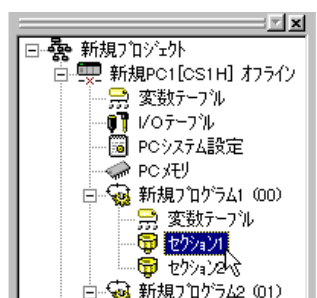 新規プロジェクト
新規PC1[CS1H] オフライン
変数テーブル
I/Oテーブル
PCシステム設定
PCメモリ
新規プログラム1 (00)
変数テーブル
セクション1
セクション2
新規プログラム2 (01)